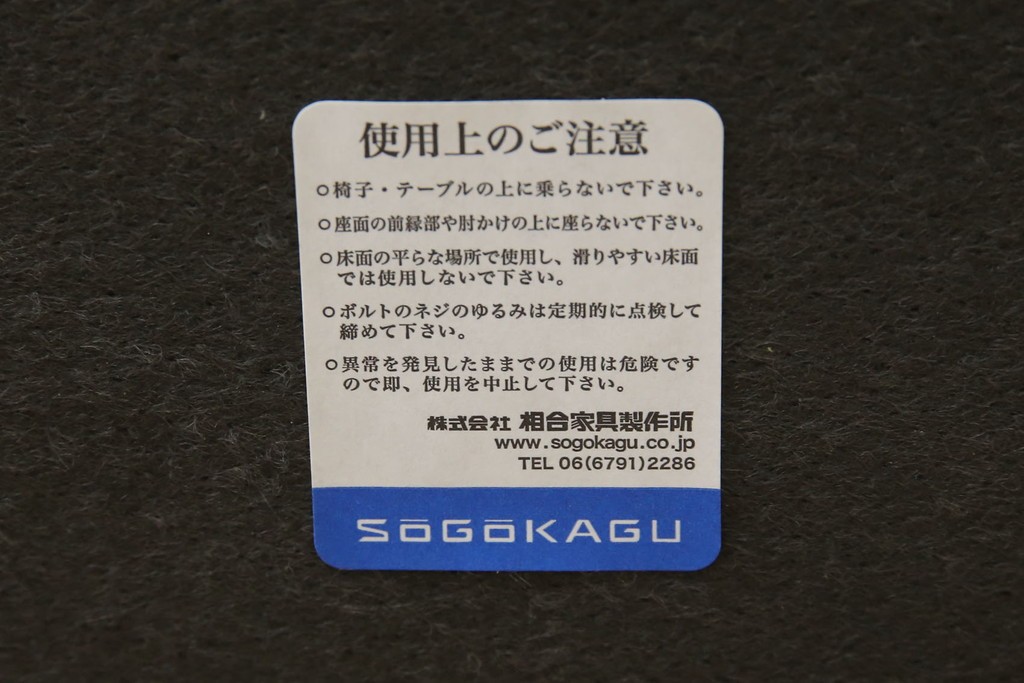 使用上のご注意
○椅子・テーブルの上に乗らないで下さい。
○座面の前縁部や肘かけの上に座らないで下さい。
○床面の平らな場所で使用し、滑りやすい床面
では使用しないで下さい。
○ボルトのネジのゆるみは定期的に点検して
締めて下さい。
○異常を発見したままでの使用は危険です
ので即、使用を中止して下さい。
株式会社 相合家具製作所
www.sogokagu.co.jp
TEL 06(6791)2286
SŌGŌKAGU